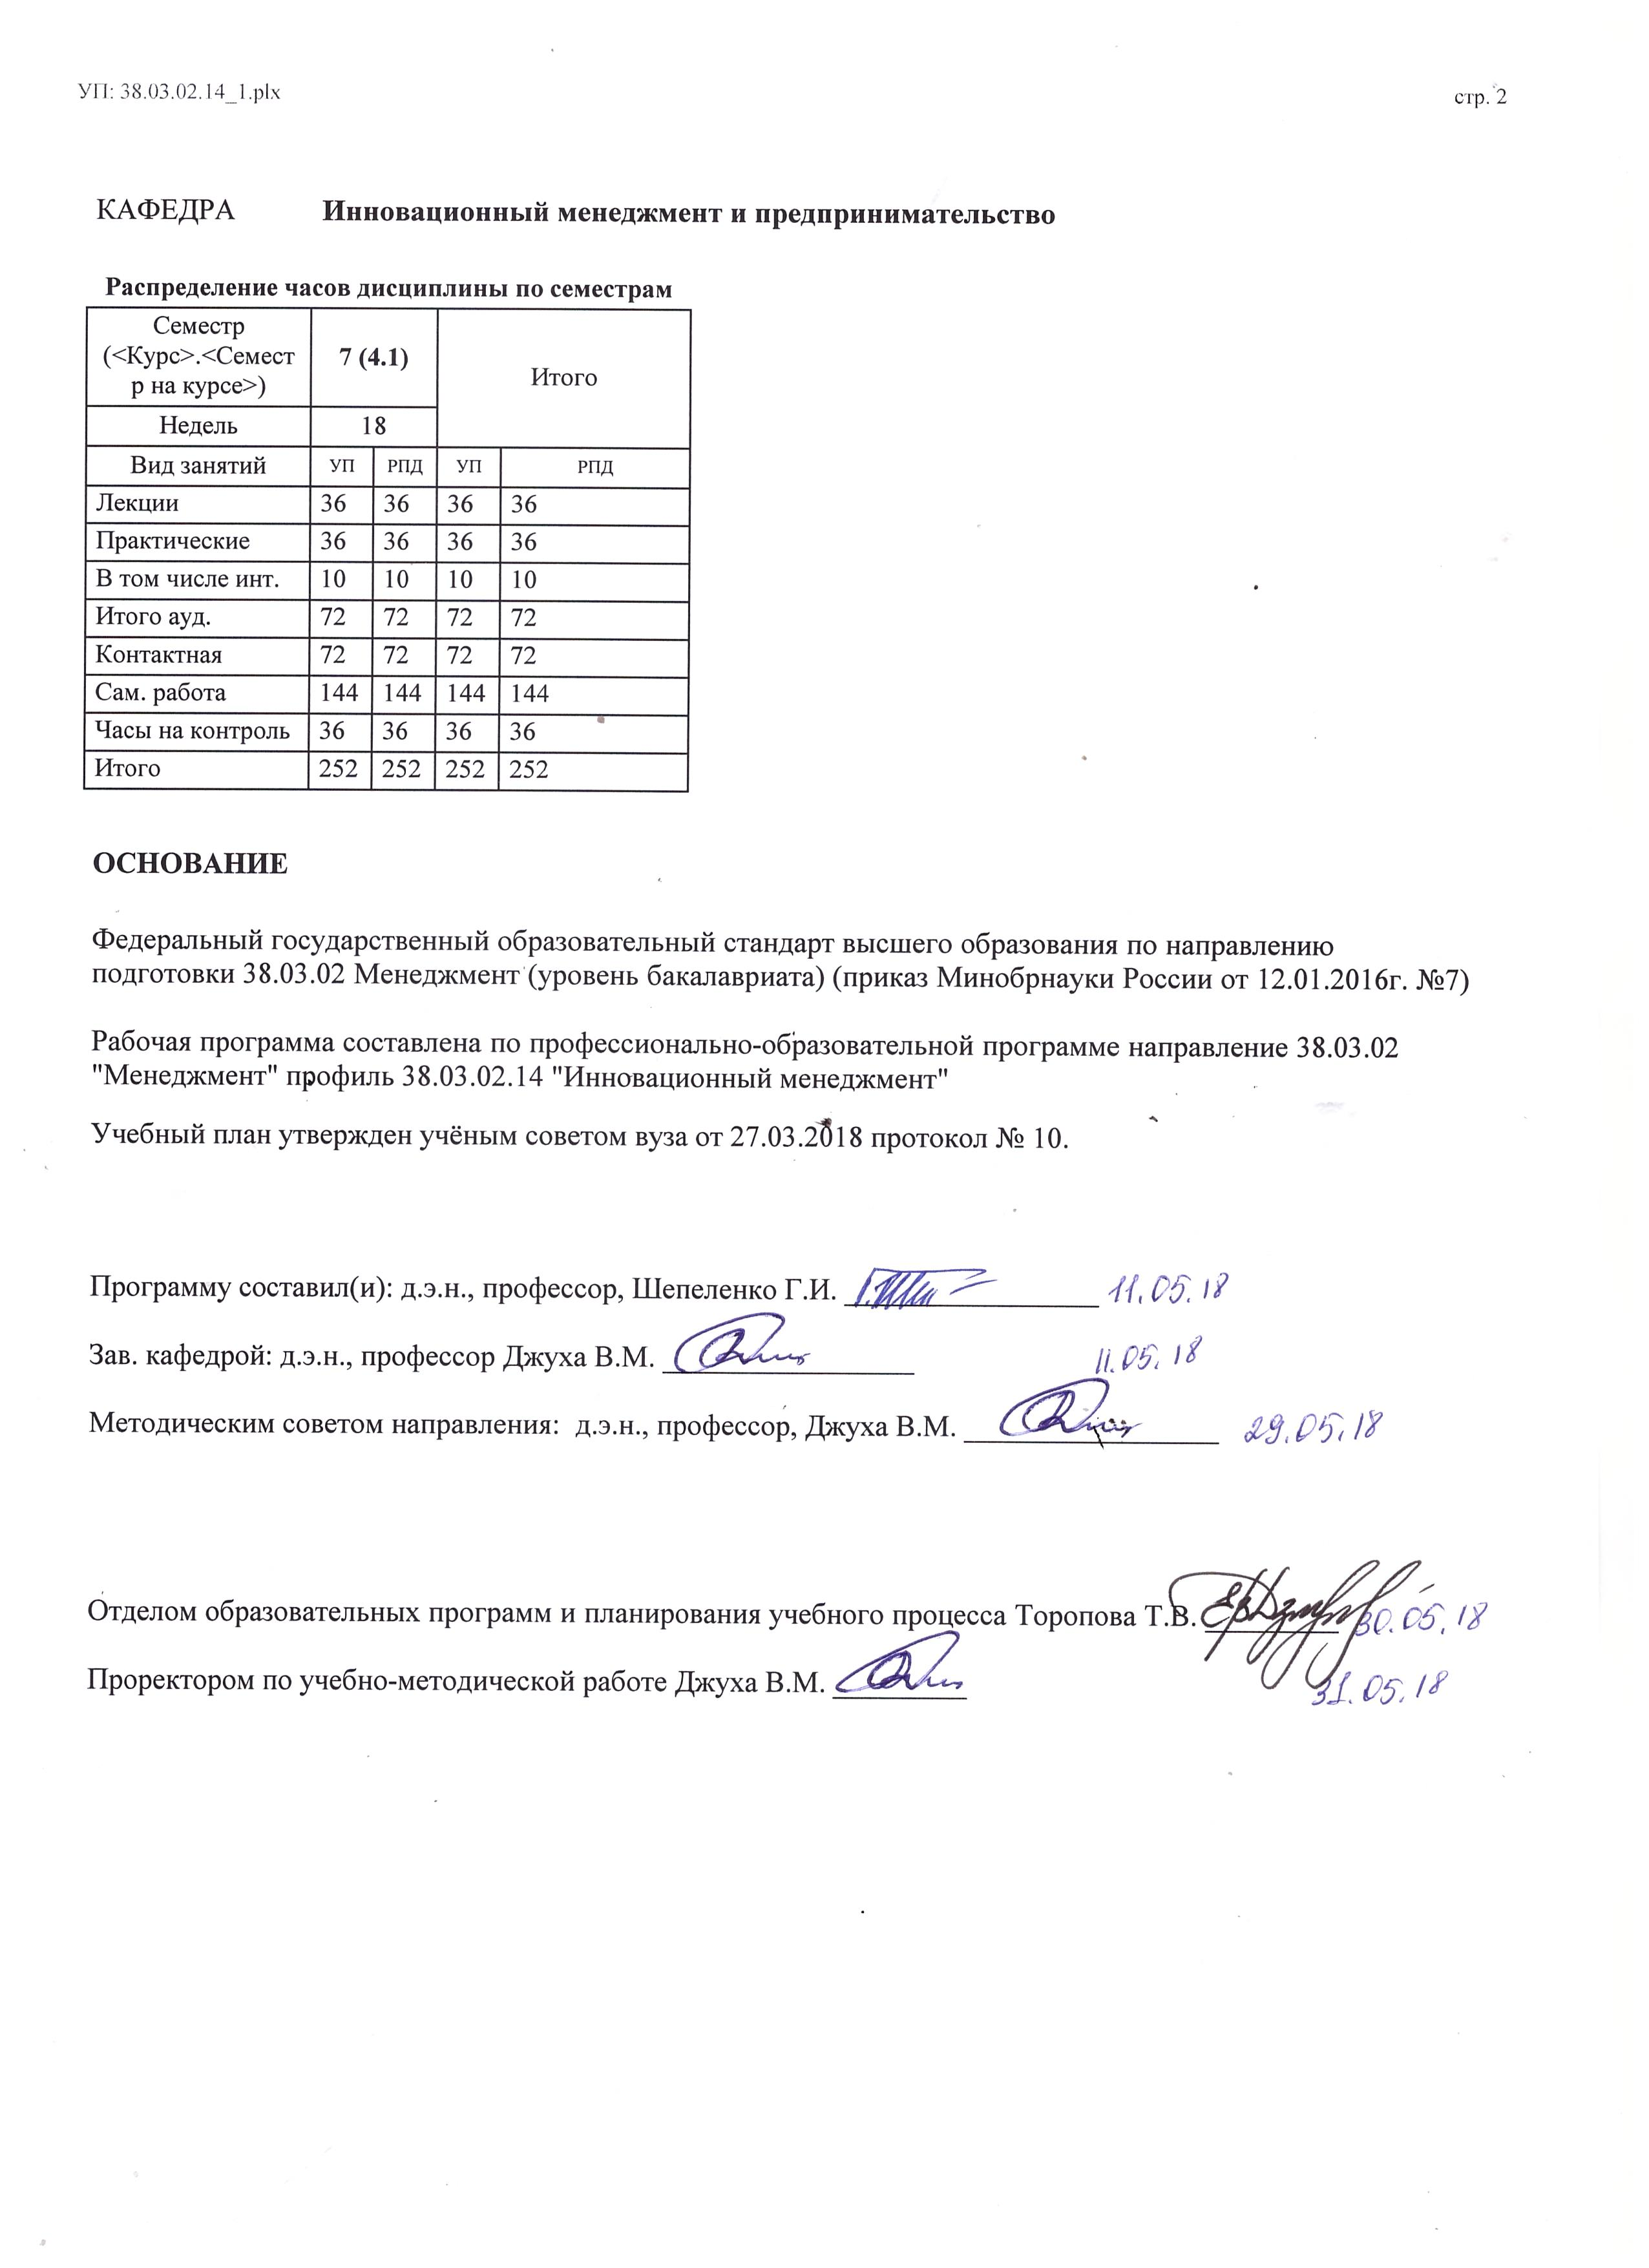 УП: 38.03.02.14_1.plx
стр. 2
КАФЕДРА Инновационный менеджмент и предпринимательство
Распределение часов дисциплины по семестрам
Семестр
(<Курс>.<Семест
р на курсе>)
7 (4.1)
Итого
Недель 18
Вид занятий УП РПД УП РПД
Лекции 36 36 36 36
Практические 36 36 36 36
В том числе инт. 10 10 10 10
Итого ауд. 72 72 72 72
Контактная 72 72 72 72
Сам. работа 144 144 144 144
Часы на контроль 36 36 36 36
Итого 252 252 252 252
ОСНОВАНИЕ
Федеральный государственный образовательный стандарт высшего образования по направлению
подготовки 38.03.02 Менеджмент (уровень бакалавриата) (приказ Минобрнауки России от 12.01.2016г. №7)
Рабочая программа составлена по профессионально-образовательной программе направление 38.03.02
"Менеджмент" профиль 38.03.02.14 "Инновационный менеджмент"
Учебный план утвержден учёным советом вуза от 27.03.2018 протокол № 10.
Программу составил(и): д.э.н., профессор, Шепеленко Г.И. 11.05.18
Зав. кафедрой: д.э.н., профессор Джуха В.М. 11.05.18
Методическим советом направления: д.э.н., профессор, Джуха В.М. 29.05.18
Отделом образовательных программ и планирования учебного процесса Торопова Т.В. 30.05.18
Проректором по учебно-методической работе Джуха В.М. 31.05.18